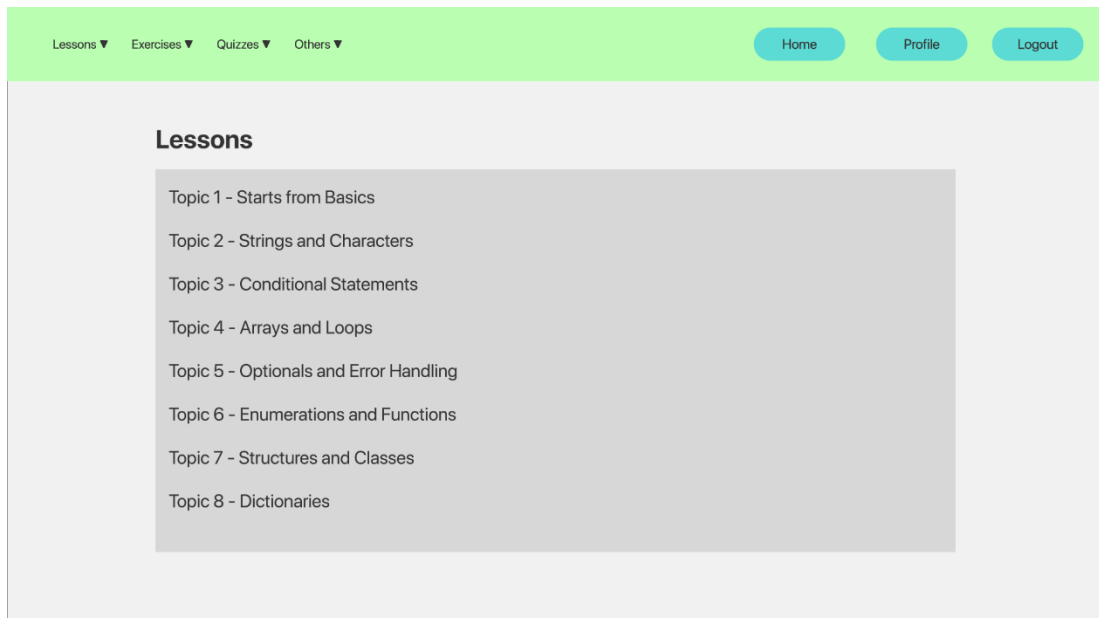 Lessons ▼ Exercises ▼ Quizzes ▼ Others ▼ Home Profile Logout
Lessons
Topic 1 - Starts from Basics
Topic 2 - Strings and Characters
Topic 3 - Conditional Statements
Topic 4 - Arrays and Loops
Topic 5 - Optionals and Error Handling
Topic 6 - Enumerations and Functions
Topic 7 - Structures and Classes
Topic 8 - Dictionaries